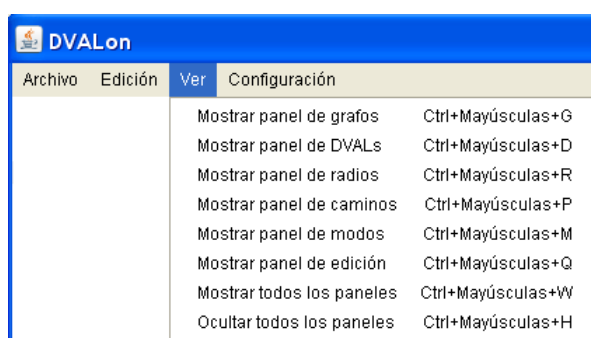 DVALon
Archivo Edición Ver Configuración
Mostrar panel de grafos Ctrl+Mayúsculas+G
Mostrar panel de DVALs Ctrl+Mayúsculas+D
Mostrar panel de radios Ctrl+Mayúsculas+R
Mostrar panel de caminos Ctrl+Mayúsculas+P
Mostrar panel de modos Ctrl+Mayúsculas+M
Mostrar panel de edición Ctrl+Mayúsculas+Q
Mostrar todos los paneles Ctrl+Mayúsculas+W
Ocultar todos los paneles Ctrl+Mayúsculas+H